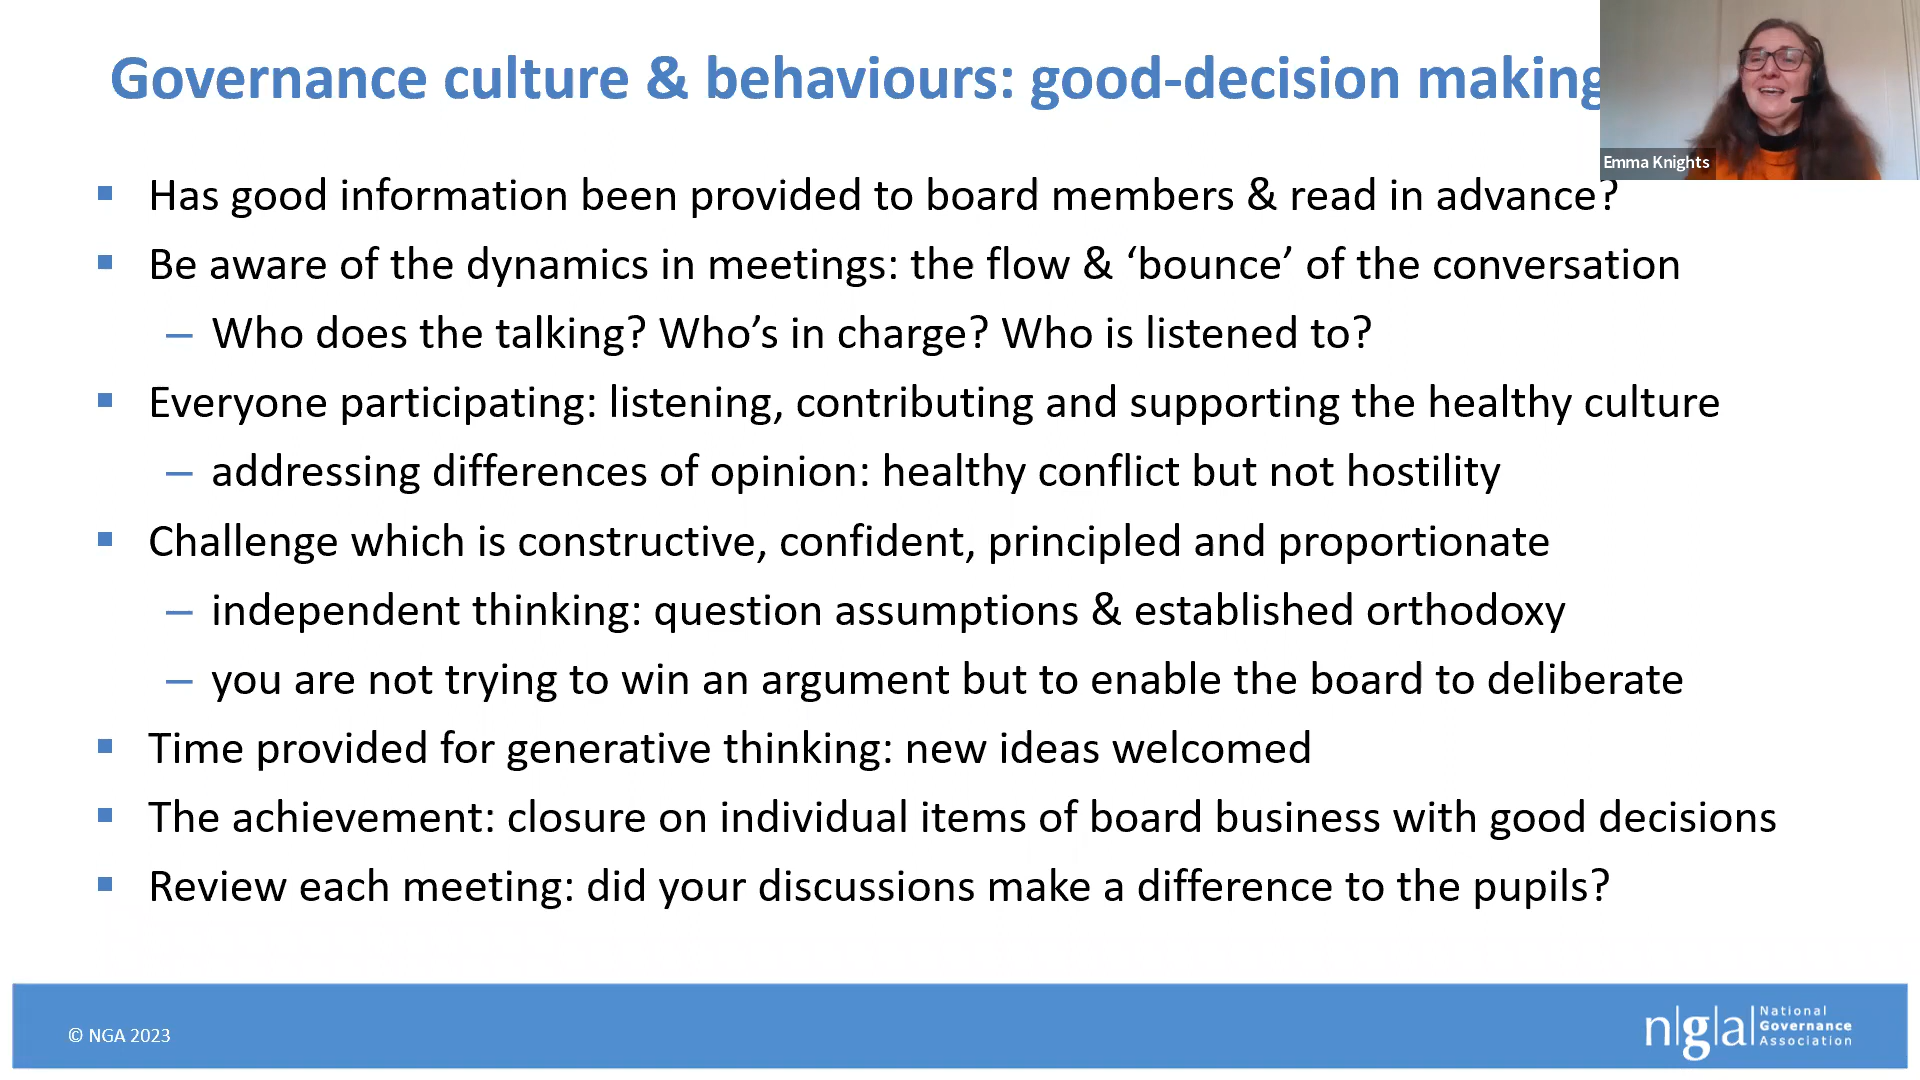 Governance culture & behaviours: good-decision making
Emma Knights
Has good information been provided to board members & read in advance?
Be aware of the dynamics in meetings: the flow & ‘bounce’ of the conversation
– Who does the talking? Who’s in charge? Who is listened to?
Everyone participating: listening, contributing and supporting the healthy culture
– addressing differences of opinion: healthy conflict but not hostility
Challenge which is constructive, confident, principled and proportionate
– independent thinking: question assumptions & established orthodoxy
– you are not trying to win an argument but to enable the board to deliberate
Time provided for generative thinking: new ideas welcomed
The achievement: closure on individual items of board business with good decisions
Review each meeting: did your discussions make a difference to the pupils?
© NGA 2023
n|g|a|
National
Governance
Association